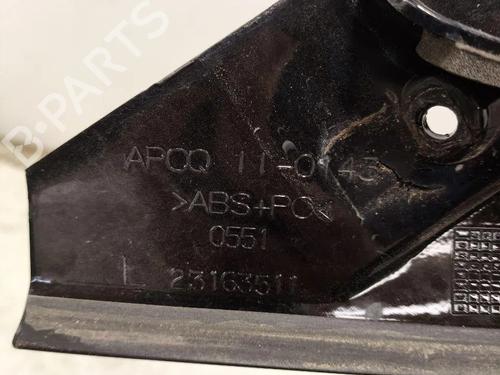 B-PARTS
APCQ 11-0143
>ABS+PC<
0551
L 23163511